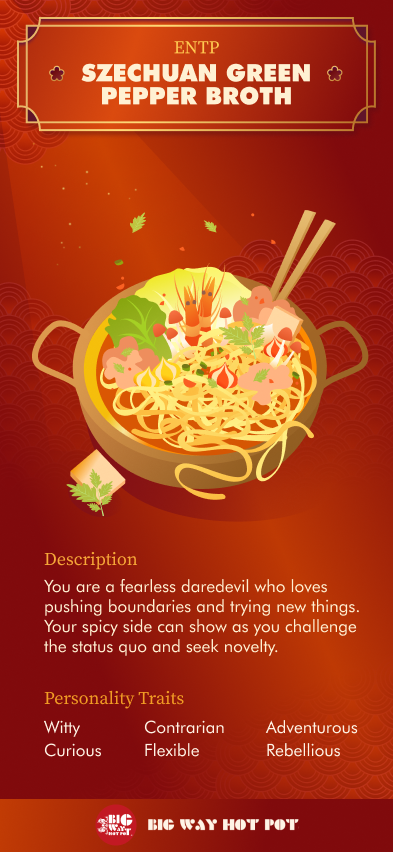 ENTP
SZECHUAN GREEN
PEPPER BROTH
Description
You are a fearless daredevil who loves
pushing boundaries and trying new things.
Your spicy side can show as you challenge
the status quo and seek novelty.
Personality Traits
Witty Contrarian Adventurous
Curious Flexible Rebellious
BIG
WAY
HOT POT
BIG WAY HOT POT